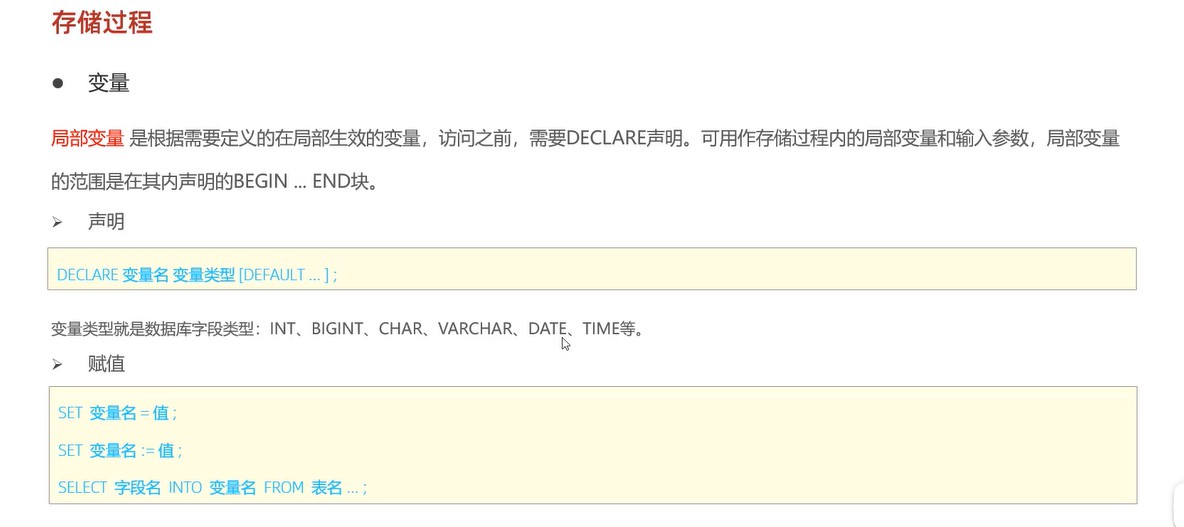 存储过程
● 变量
局部变量 是根据需要定义的在局部生效的变量，访问之前，需要DECLARE声明。可用作存储过程内的局部变量和输入参数，局部变量
的范围是在其内声明的BEGIN ... END块。
➢ 声明
DECLARE 变量名 变量类型 [DEFAULT ... ] ;
变量类型就是数据库字段类型：INT、BIGINT、CHAR、VARCHAR、DATE、TIME等。
➢ 赋值
SET 变量名 = 值 ;
SET 变量名 := 值 ;
SELECT 字段名 INTO 变量名 FROM 表名 ... ;